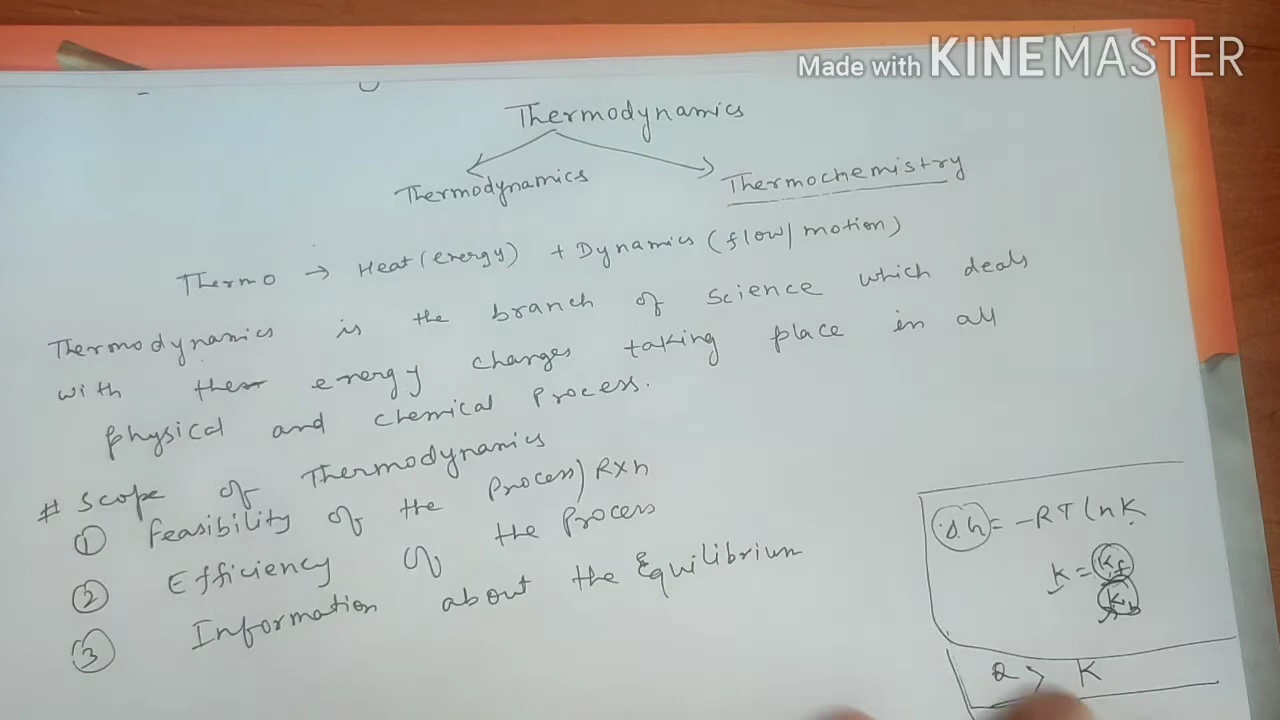 Made with KINEMASTER
Thermodynamics
Thermodynamics
Thermochemistry
Thermo → Heat (energy) + Dynamics (flow/motion)
Thermodynamics is the branch of science which deals
with the energy changes taking place in all
physical and chemical process.
# Scope of Thermodynamics
① Feasibility of the process/Rxn
② Efficiency of the process
③ Information about the Equilibrium
= -RT ln K
K = Kf
Kb
Q > K